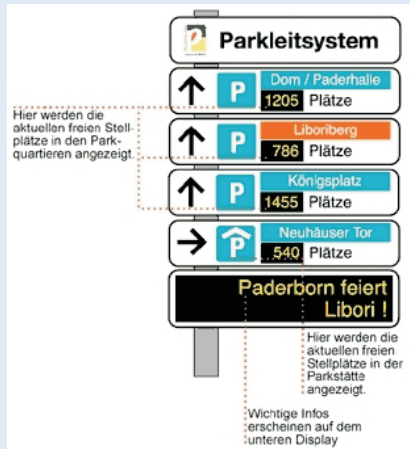 Parkleitsystem
P
Dom / Paderhalle
1205 Plätze
Hier werden die
aktuellen freien Stell-
plätze in den Park-
quartieren angezeigt.
P
Liboriberg
786 Plätze
P
Königsplatz
1455 Plätze
P
Neuhäuser Tor
540 Plätze
Paderborn feiert
Libori !
Hier werden die
aktuellen freien
Stellplätze in der
Parkstätte
angezeigt.
Wichtige Infos
erscheinen auf dem
unteren Display